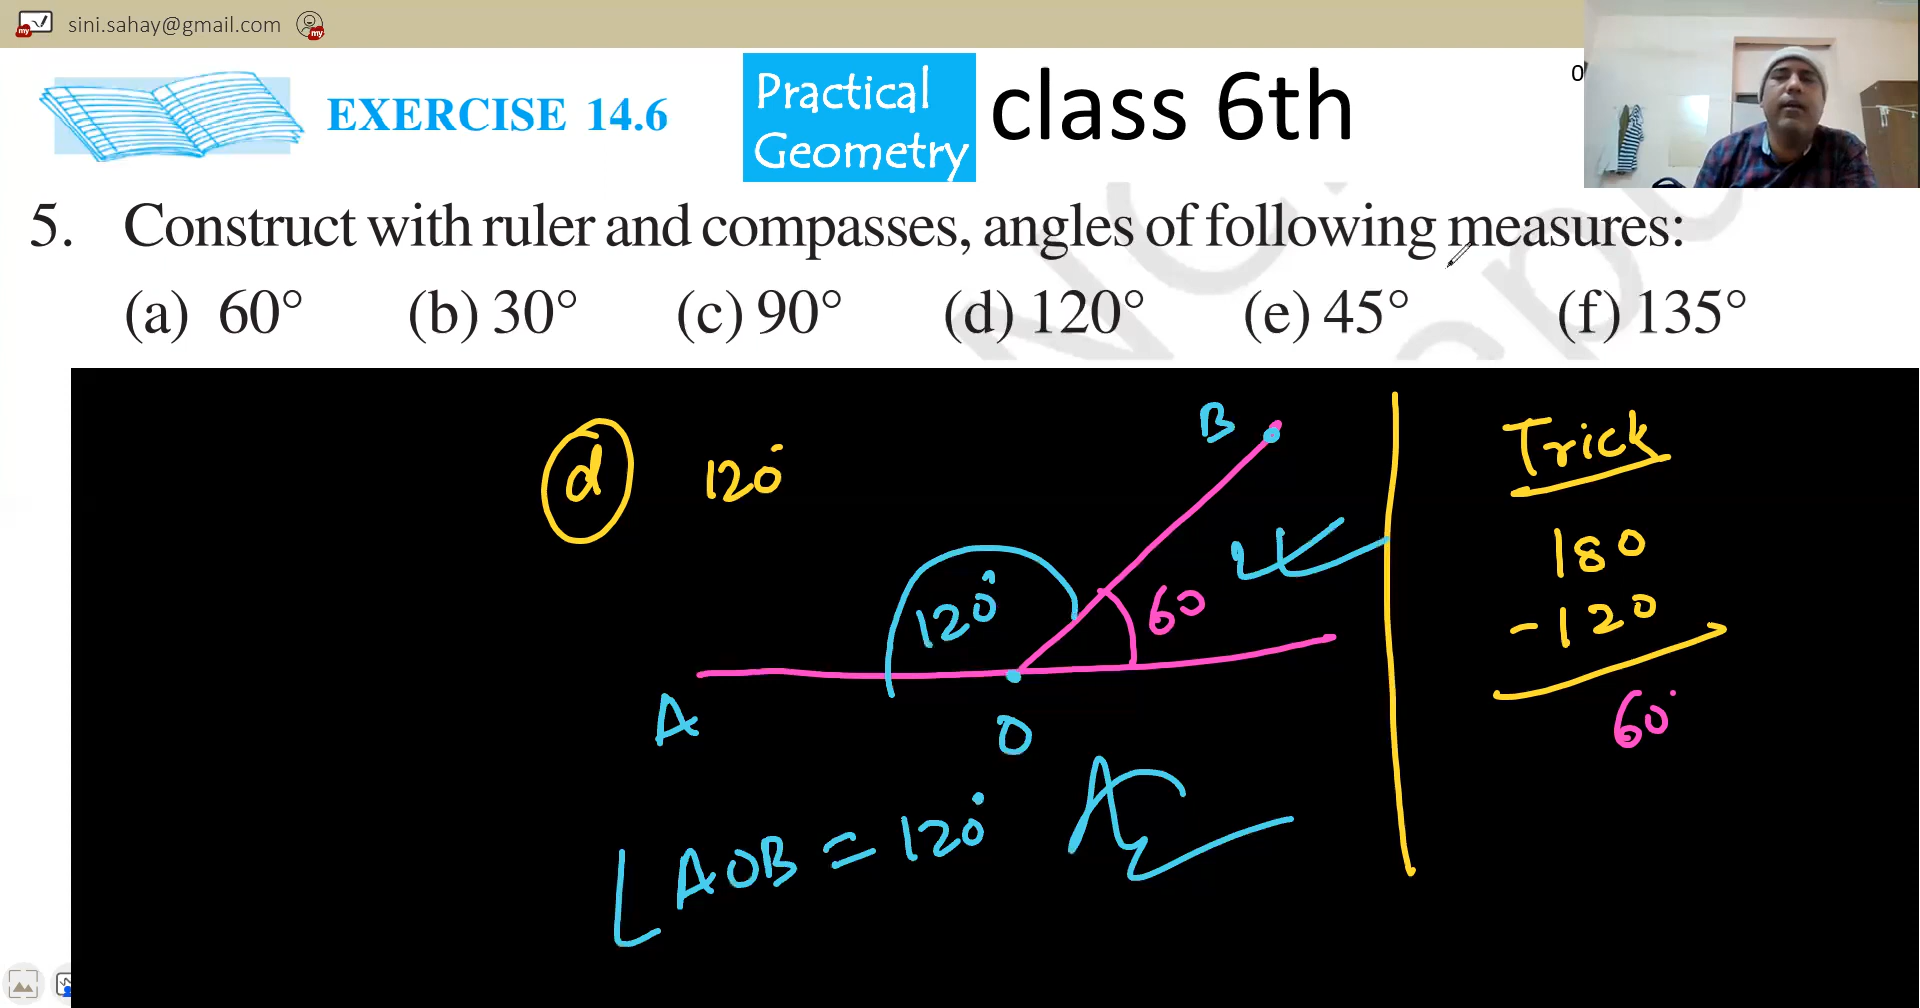 sini.sahay@gmail.com
EXERCISE 14.6
Practical
Geometry
class 6th
0
5. Construct with ruler and compasses, angles of following measures:
(a) 60° (b) 30° (c) 90° (d) 120° (e) 45° (f) 135°
d 120°
B
Trick
180
-120
60°
120°
60
A
O
∠AOB = 120°